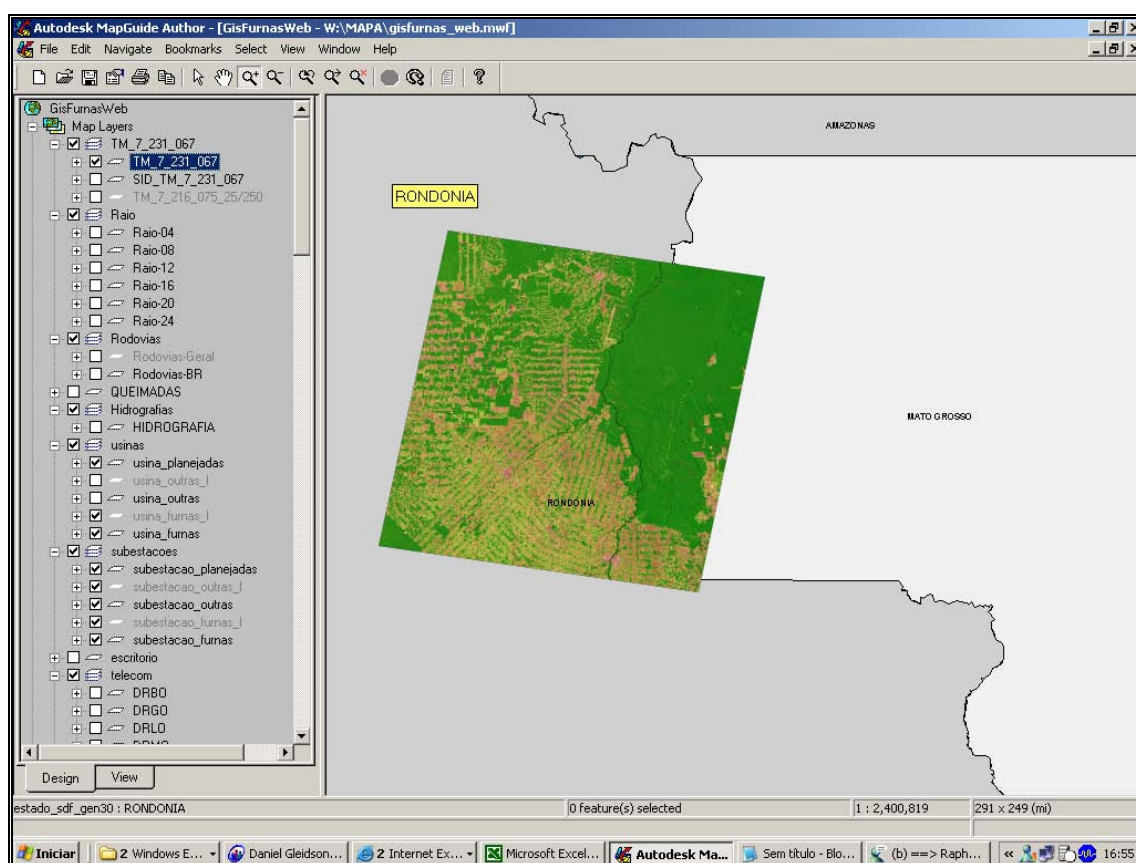 Autodesk MapGuide Author - [GisFurnasWeb - W:\MAPA\gisfurnas_web.mwf]
File Edit Navigate Bookmarks Select View Window Help
GisFurnasWeb
Map Layers
TM_7_231_067
TM_7_231_067
SID_TM_7_231_067
TM_7_216_075_25/250
Raio
Raio-04
Raio-08
Raio-12
Raio-16
Raio-20
Raio-24
Rodovias
Rodovias-Geral
Rodovias-BR
QUEIMADAS
Hidrografias
HIDROGRAFIA
usinas
usina_planejadas
usina_outras_l
usina_outras
usina_furnas_l
usina_furnas
subestacoes
subestacao_planejadas
subestacao_outras_l
subestacao_outras
subestacao_furnas_l
subestacao_furnas
escritorio
telecom
DRBO
DRGO
DRLO
Design View
AMAZONAS
RONDONIA
MATO GROSSO
RONDONIA
estado_sdf_gen30 : RONDONIA 0 feature(s) selected 1 : 2,400,819 291 x 249 (mi)
Iniciar 2 Windows E... Daniel Gleidson... 2 Internet Ex... Microsoft Excel... Autodesk Ma... Sem título - Blo... (b) ==> Raph... « 16:55